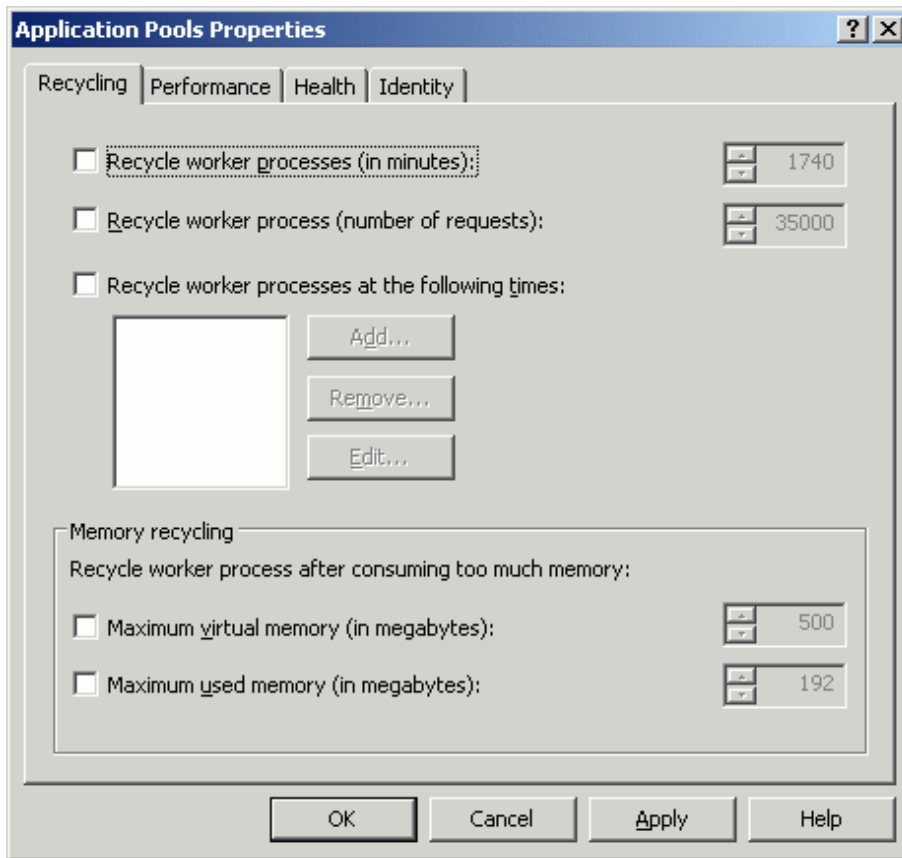 Application Pools Properties
Recycling Performance Health Identity
Recycle worker processes (in minutes): 1740
Recycle worker process (number of requests): 35000
Recycle worker processes at the following times:
Add...
Remove...
Edit...
Memory recycling
Recycle worker process after consuming too much memory:
Maximum virtual memory (in megabytes): 500
Maximum used memory (in megabytes): 192
OK Cancel Apply Help